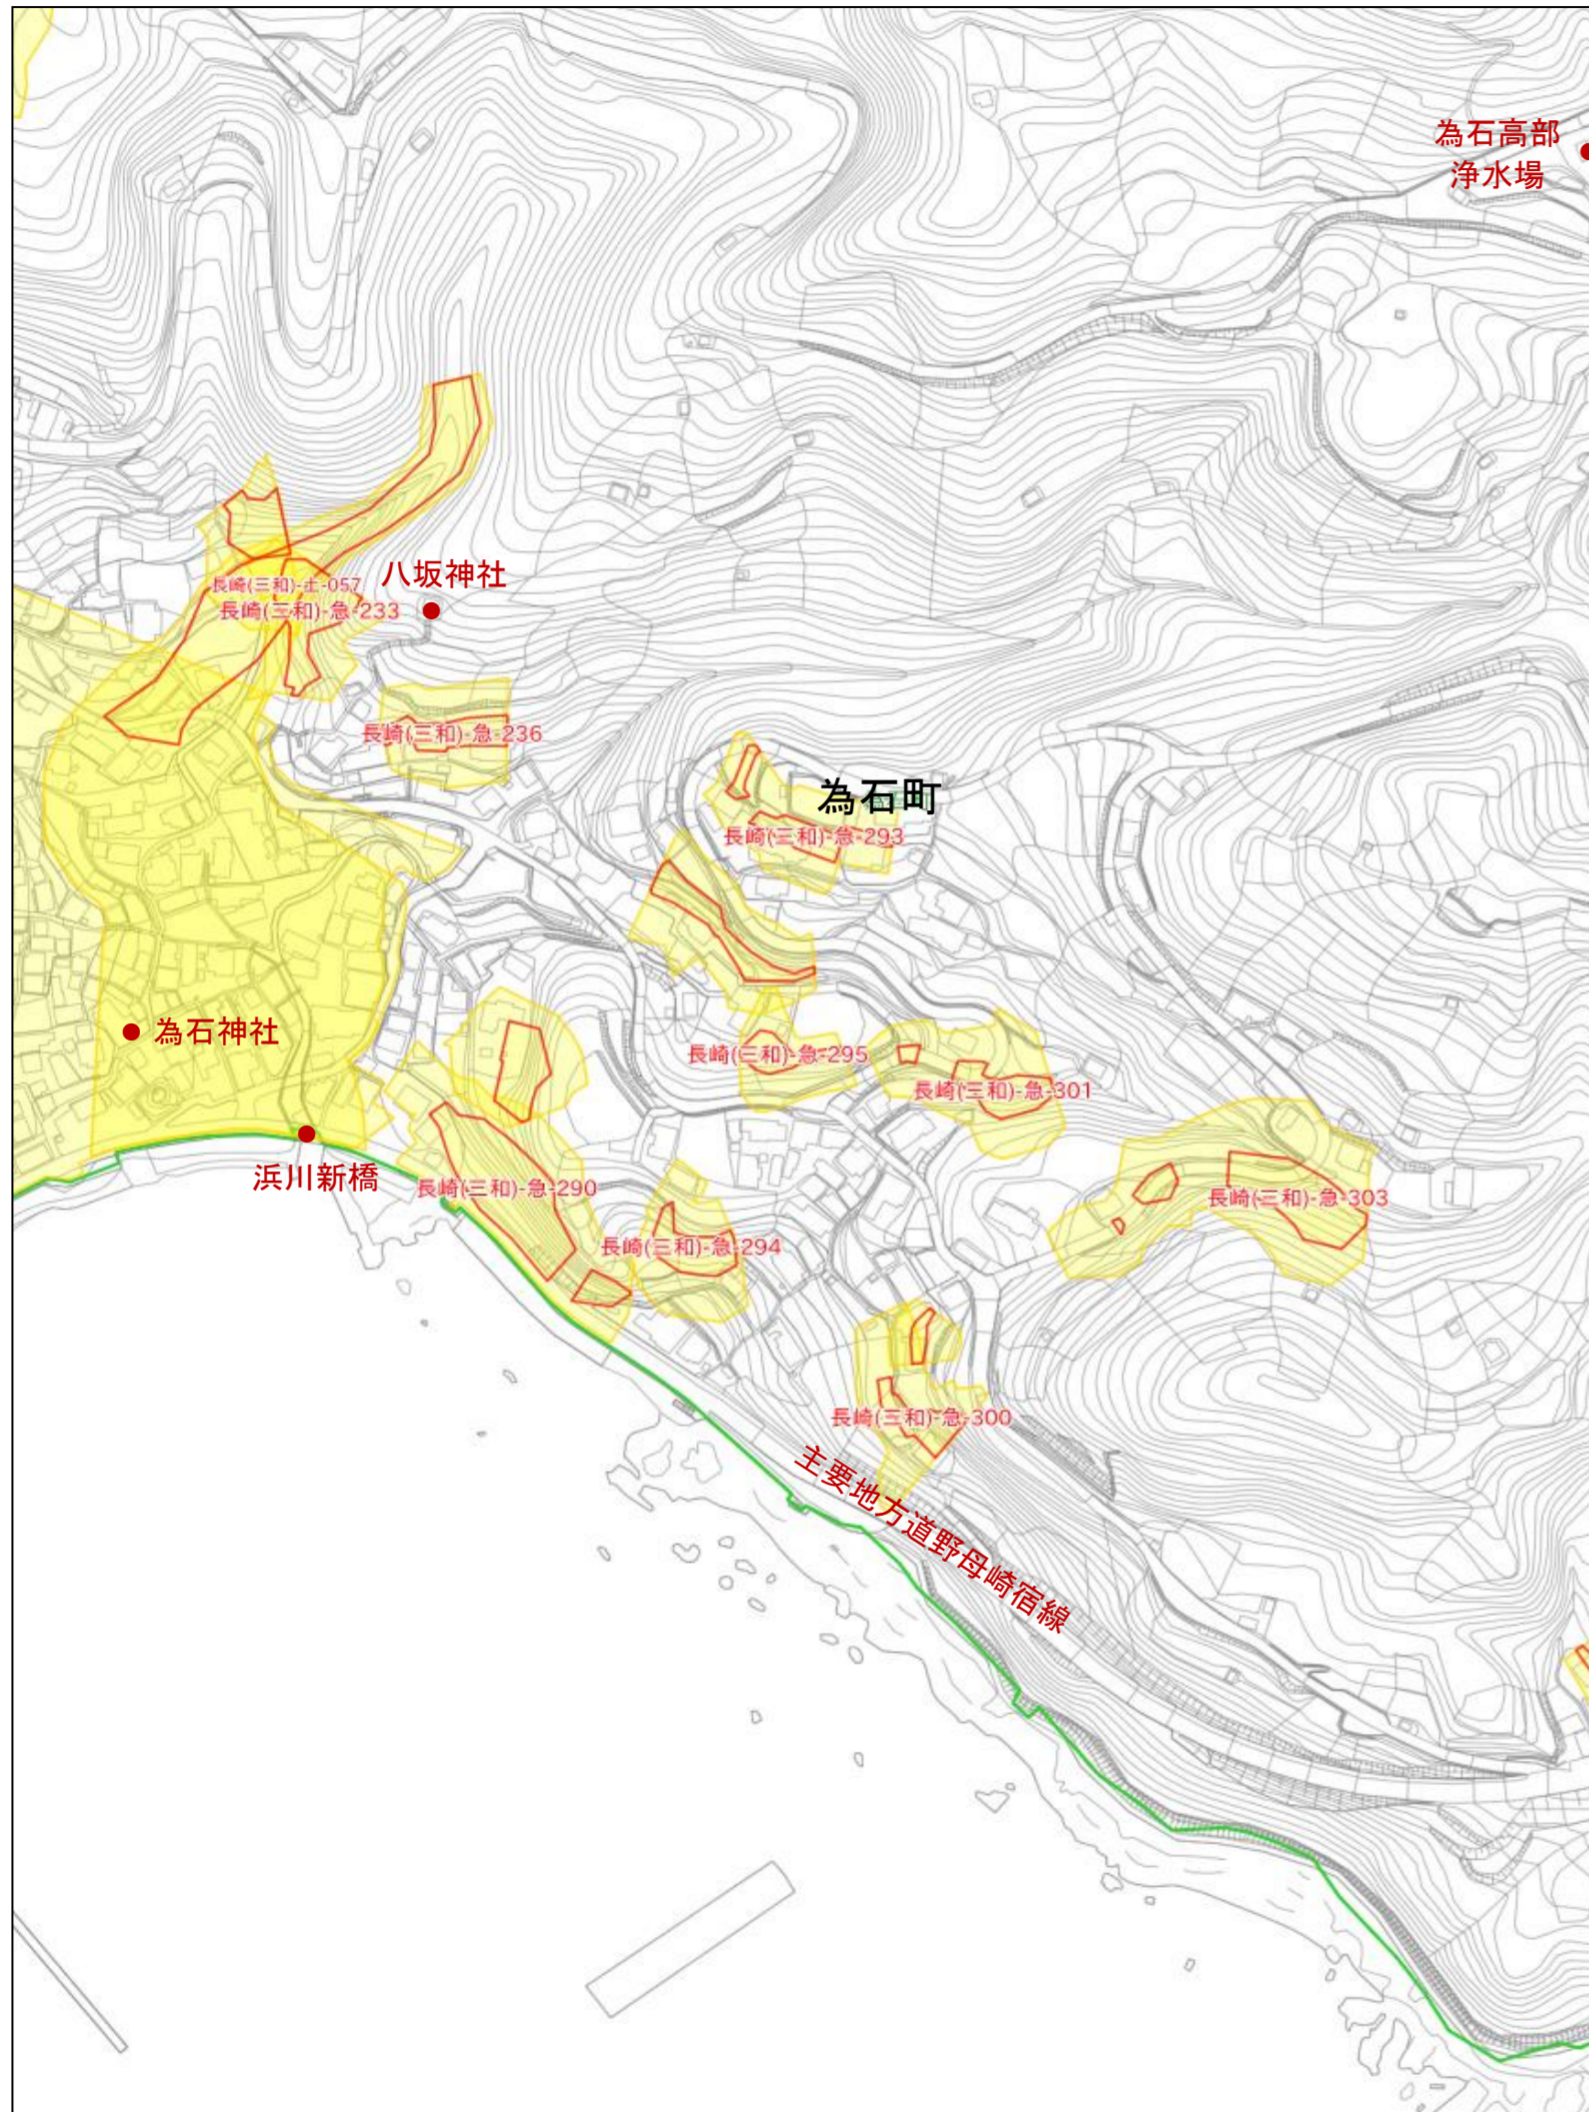 為石高部
浄水場
長崎(三和)-土-057
八坂神社
長崎(三和)-急-233
長崎(三和)-急-236
為石町
長崎(三和)-急-293
為石神社
長崎(三和)-急-295
長崎(三和)-急-301
浜川新橋
長崎(三和)-急-290
長崎(三和)-急-303
長崎(三和)-急-294
長崎(三和)-急-300
主要地方道野母崎宿線